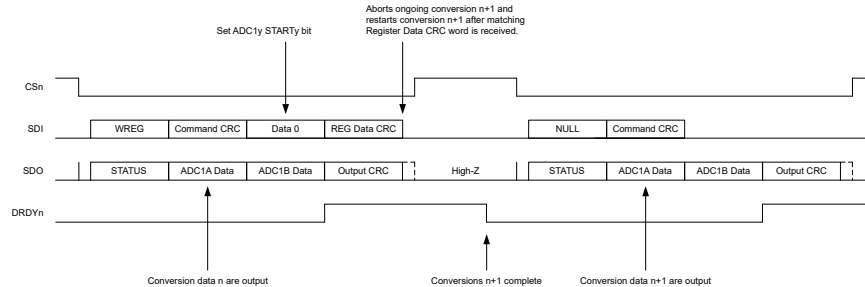 Aborts ongoing conversion n+1 and
restarts conversion n+1 after matching
Register Data CRC word is received.
Set ADC1y STARTy bit
CSn
SDI WREG Command CRC Data 0 REG Data CRC NULL Command CRC
SDO STATUS ADC1A Data ADC1B Data Output CRC High-Z STATUS ADC1A Data ADC1B Data Output CRC
DRDYn
Conversion data n are output Conversions n+1 complete Conversion data n+1 are output